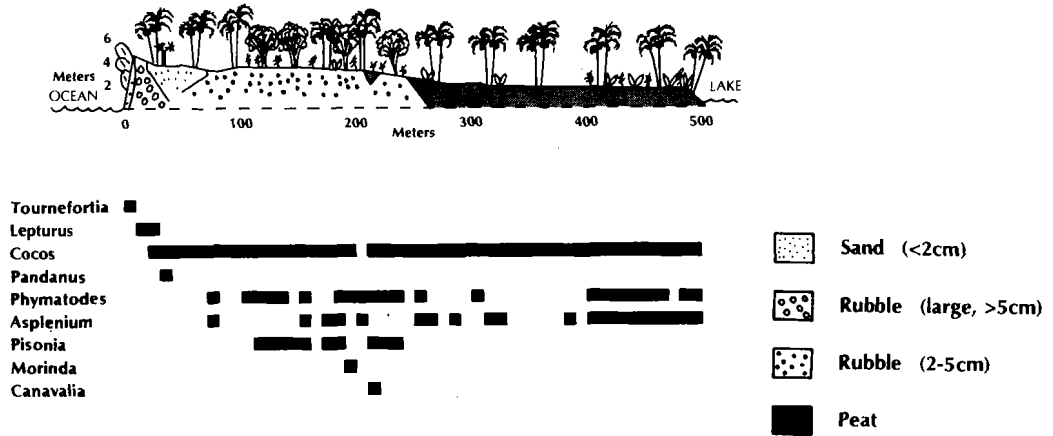 6
4
Meters 2
OCEAN
LAKE
0 100 200 300 400 500
Meters
Tournefortia
Lepturus
Cocos
Pandanus
Phymatodes
Asplenium
Pisonia
Morinda
Canavalia
Sand (<2cm)
Rubble (large, >5cm)
Rubble (2-5cm)
Peat